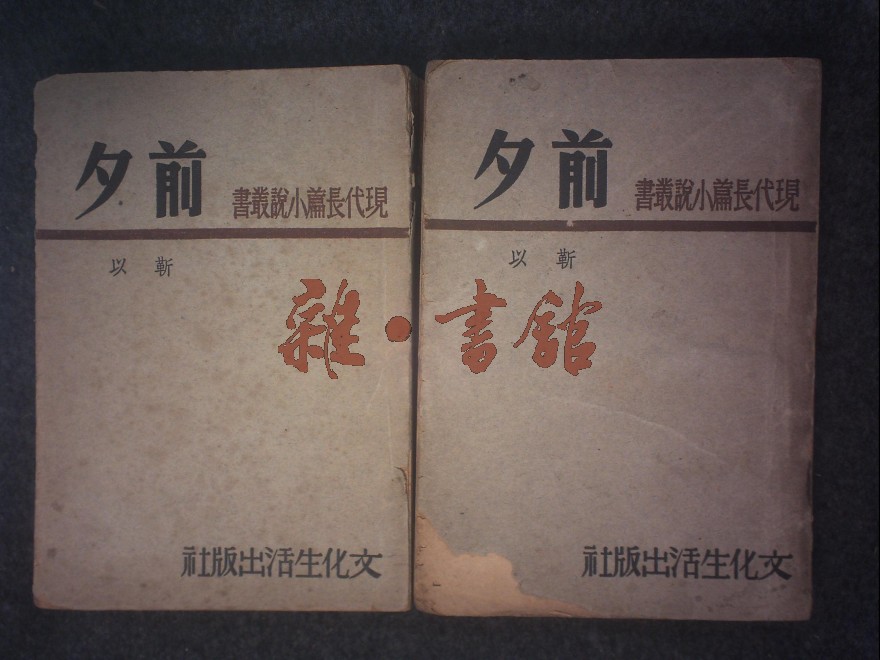 前夕
現代長篇小說叢書
靳以
文化生活出版社
前夕
現代長篇小說叢書
靳以
文化生活出版社
雜·書館